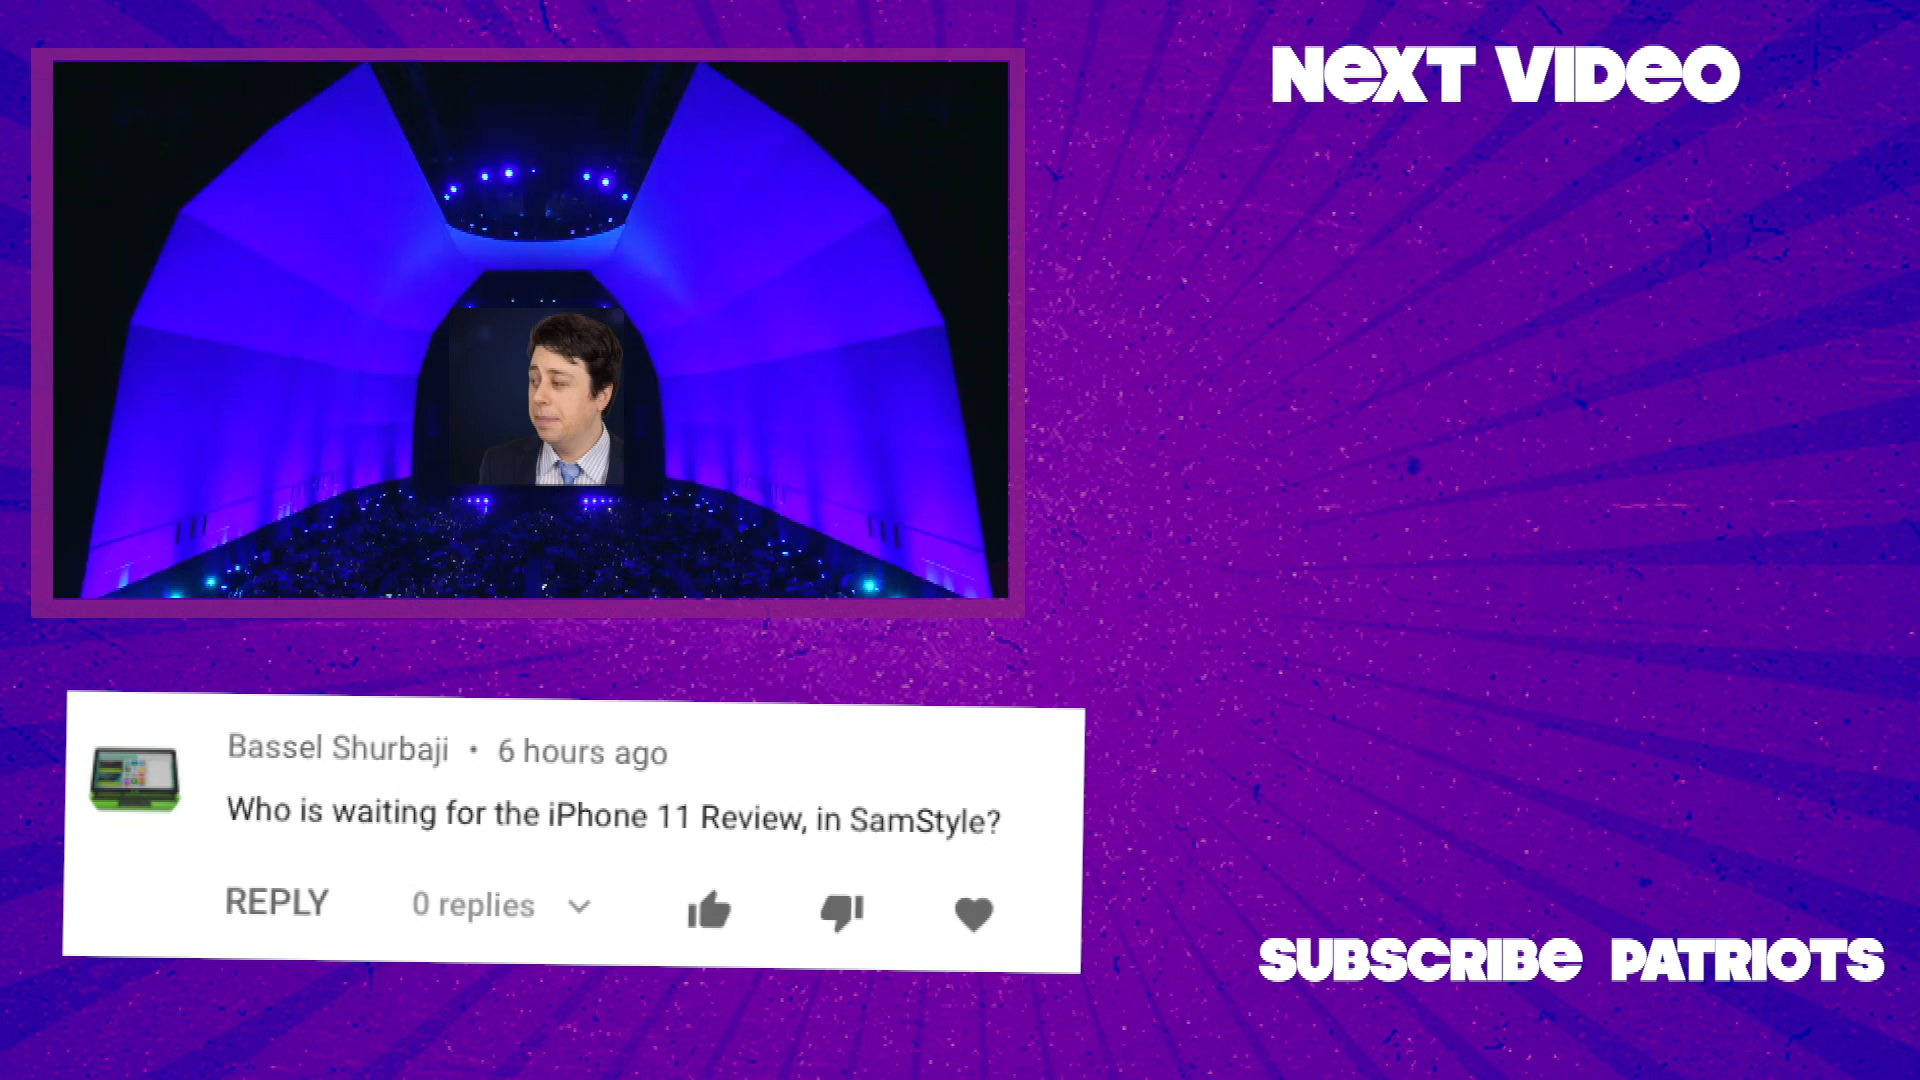 NeXT VIDeO
Bassel Shurbaji • 6 hours ago
Who is waiting for the iPhone 11 Review, in SamStyle?
REPLY 0 replies
SUBSCRIBe PATRIOTS